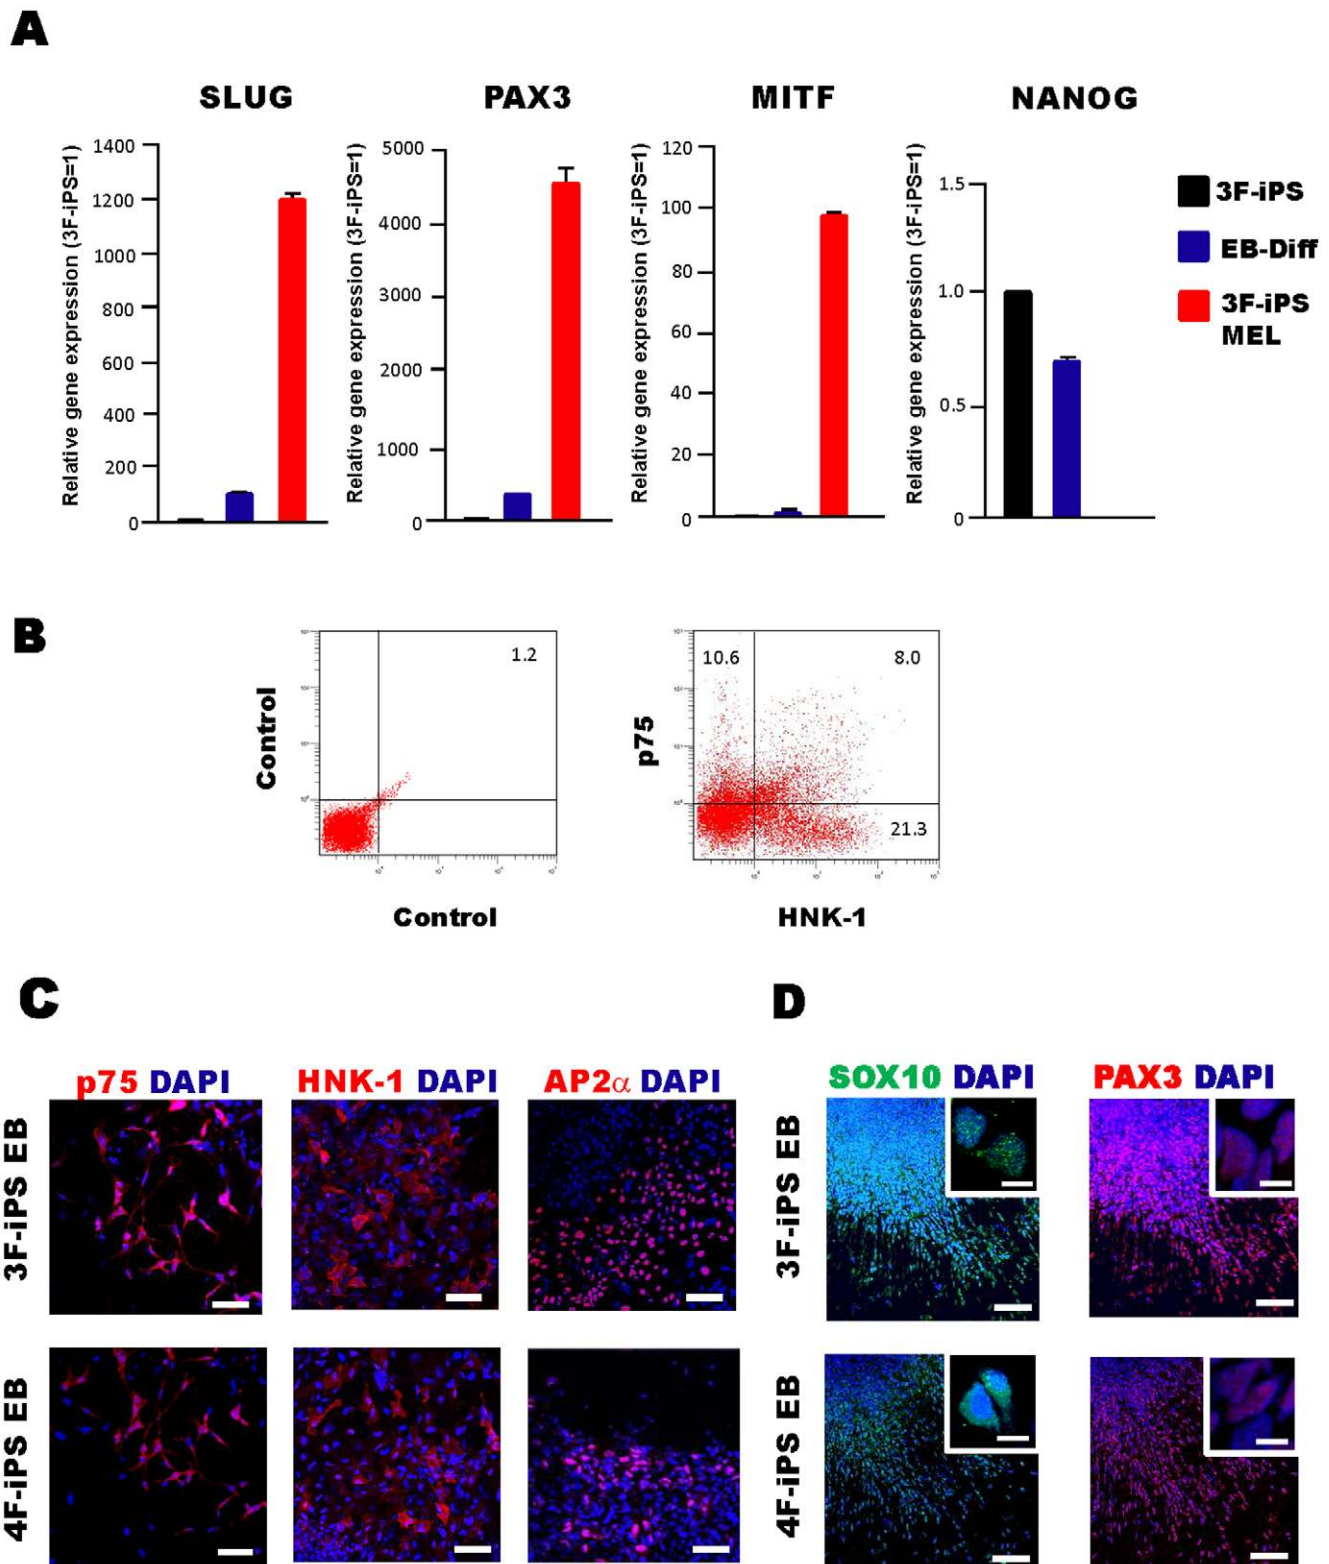 A
SLUG
PAX3
MITF
NANOG
Relative gene expression (3F-iPS=1)
1400
1200
1000
800
600
400
200
0
Relative gene expression (3F-iPS=1)
5000
4000
3000
2000
1000
0
Relative gene expression (3F-iPS=1)
120
100
80
60
40
20
0
Relative gene expression (3F-iPS=1)
1.5
1.0
0.5
0
3F-iPS
EB-Diff
3F-iPS
MEL
B
Control
1.2
Control
p75
10.6
8.0
21.3
HNK-1
C
p75 DAPI
HNK-1 DAPI
AP2α DAPI
3F-iPS EB
4F-iPS EB
D
SOX10 DAPI
PAX3 DAPI
3F-iPS EB
4F-iPS EB